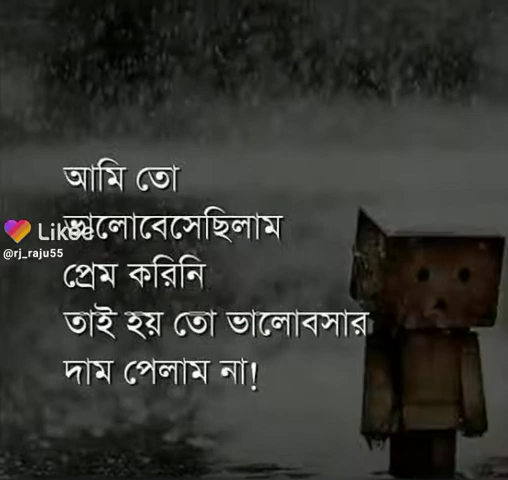 আমি তো
ভালোবেসেছিলাম
Likee
@rj_raju55
প্রেম করিনি
তাই হয় তো ভালোবসার
দাম পেলাম না!